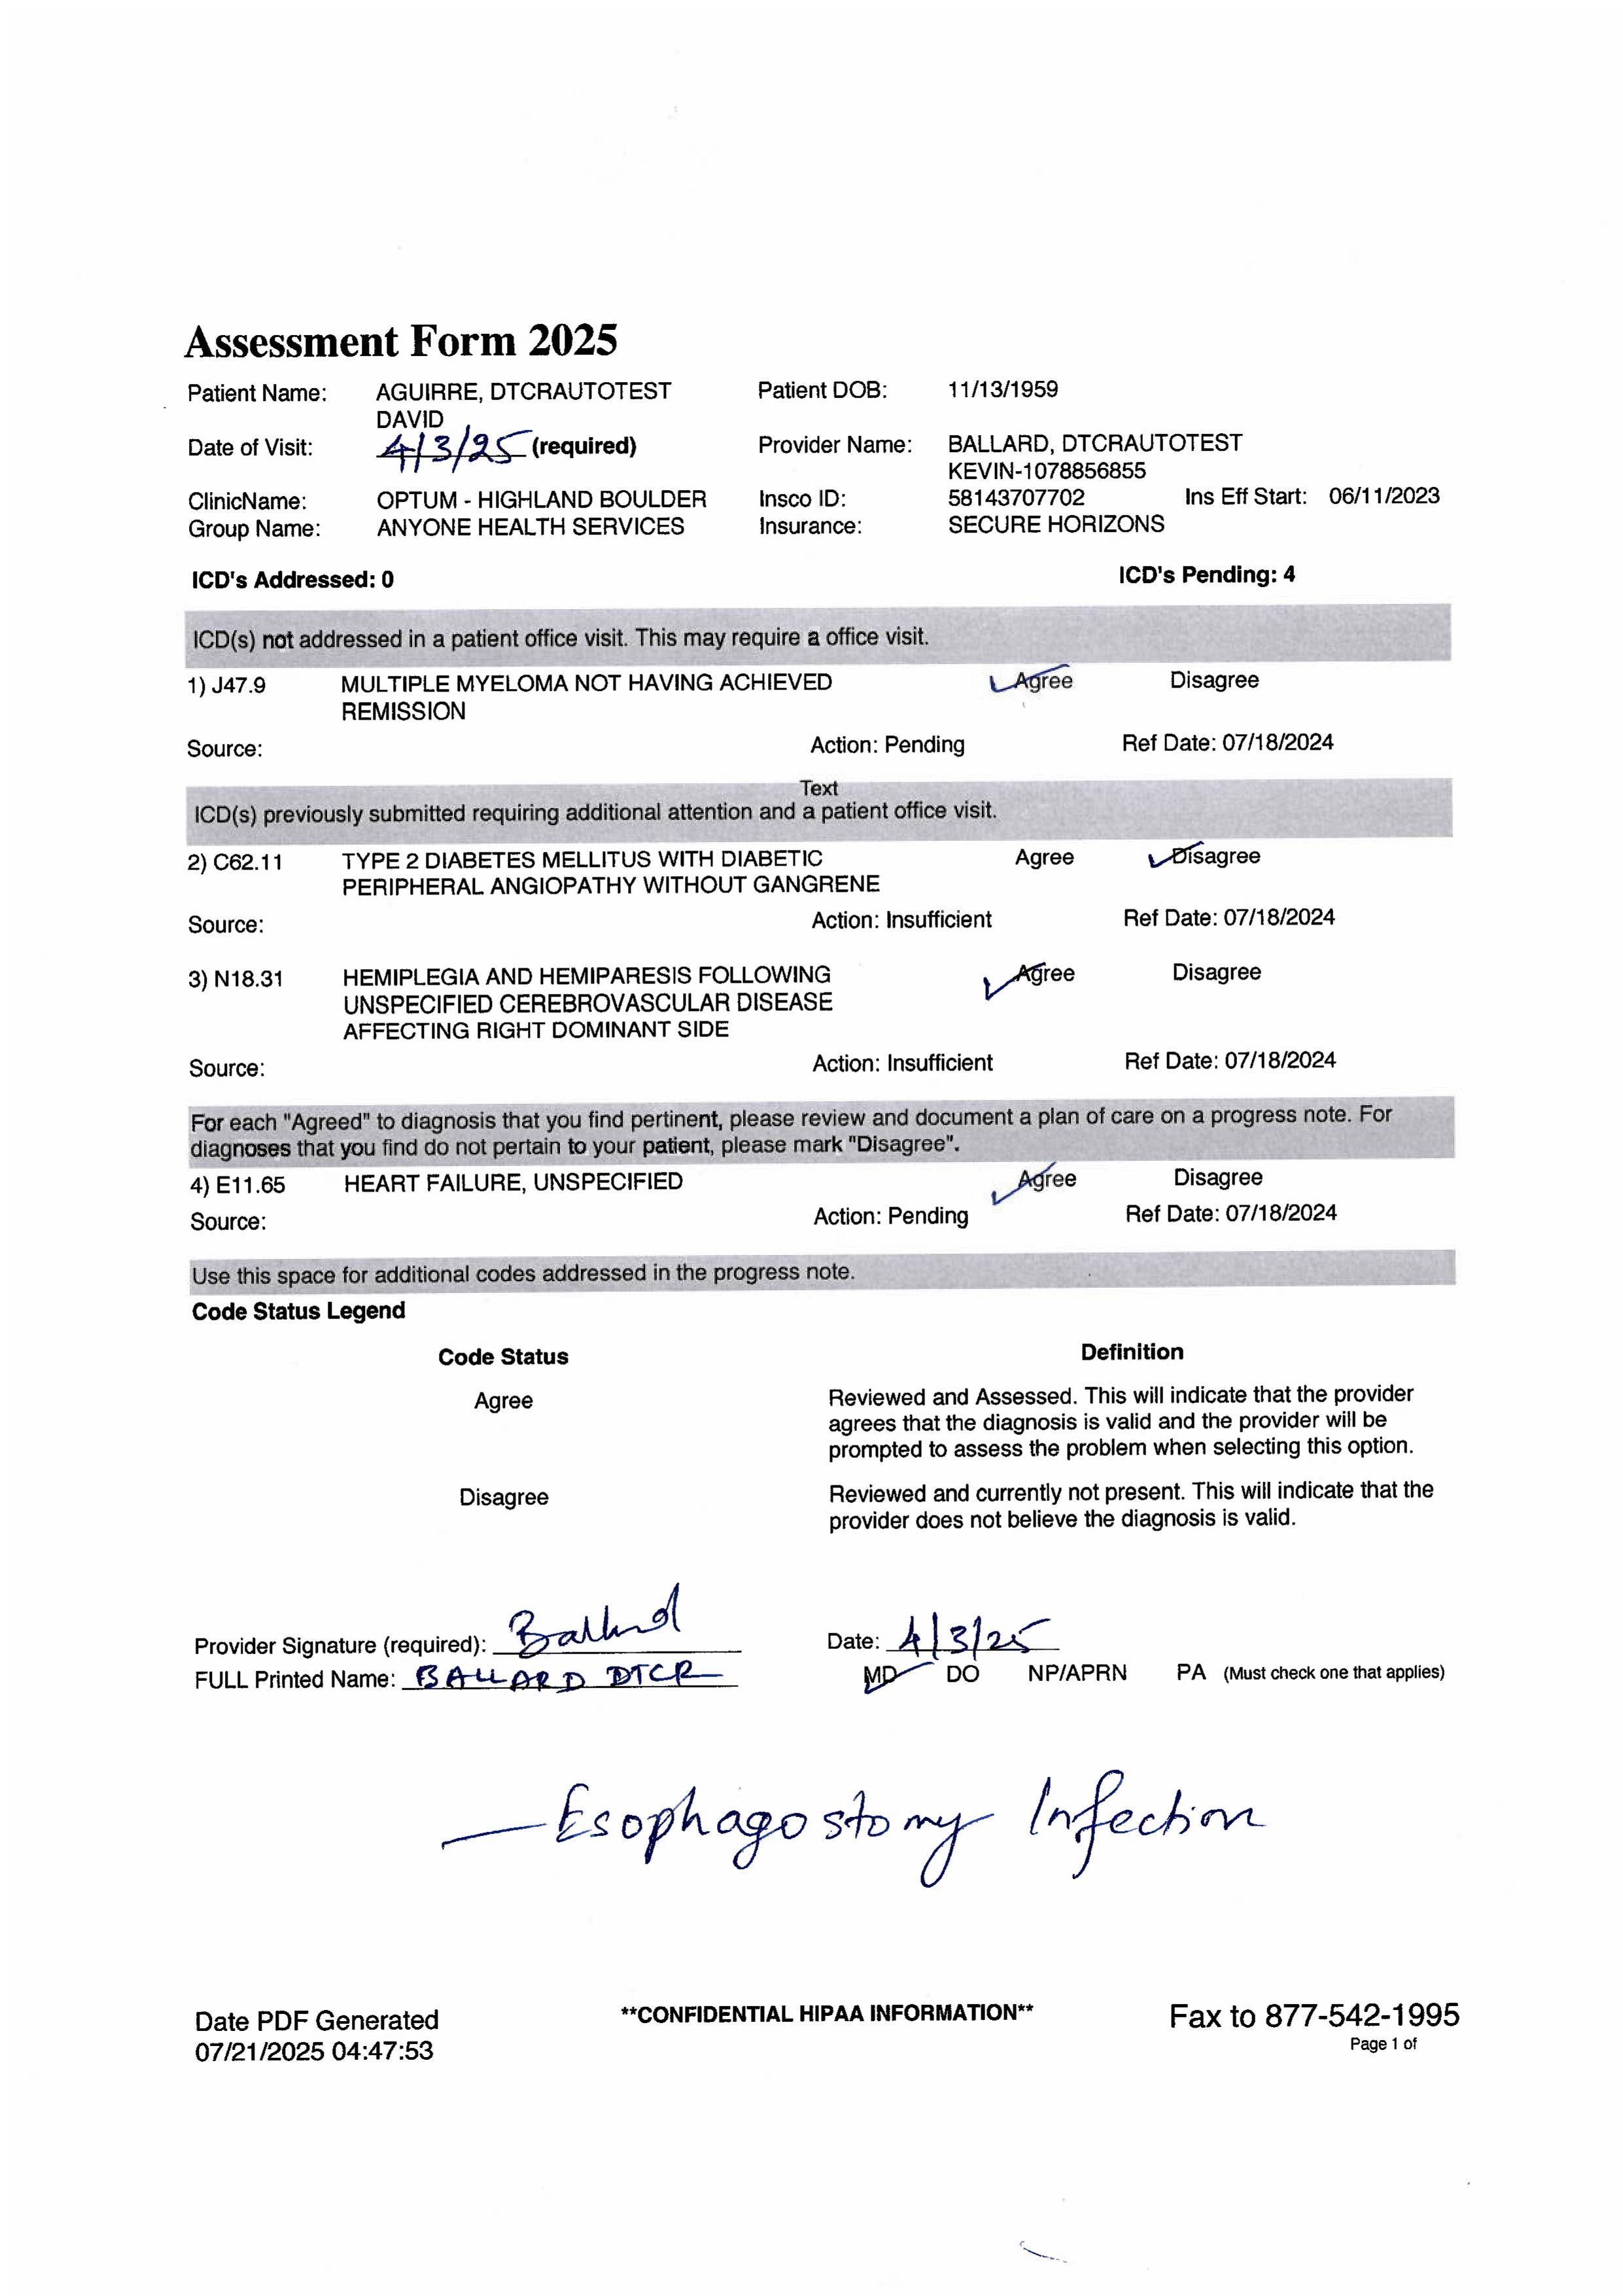 Assessment Form 2025
Patient Name: AGUIRRE, DTCRAUTOTEST DAVID Patient DOB: 11/13/1959
Date of Visit: 4/3/25 (required) Provider Name: BALLARD, DTCRAUTOTEST KEVIN-1078856855
ClinicName: OPTUM - HIGHLAND BOULDER Insco ID: 58143707702 Ins Eff Start: 06/11/2023
Group Name: ANYONE HEALTH SERVICES Insurance: SECURE HORIZONS
ICD's Addressed: 0 ICD's Pending: 4
ICD(s) not addressed in a patient office visit. This may require a office visit.
1) J47.9 MULTIPLE MYELOMA NOT HAVING ACHIEVED Agree Disagree
REMISSION
Source: Action: Pending Ref Date: 07/18/2024
Text
ICD(s) previously submitted requiring additional attention and a patient office visit.
2) C62.11 TYPE 2 DIABETES MELLITUS WITH DIABETIC Agree Disagree
PERIPHERAL ANGIOPATHY WITHOUT GANGRENE
Source: Action: Insufficient Ref Date: 07/18/2024
3) N18.31 HEMIPLEGIA AND HEMIPARESIS FOLLOWING Agree Disagree
UNSPECIFIED CEREBROVASCULAR DISEASE
AFFECTING RIGHT DOMINANT SIDE
Source: Action: Insufficient Ref Date: 07/18/2024
For each "Agreed" to diagnosis that you find pertinent, please review and document a plan of care on a progress note. For
diagnoses that you find do not pertain to your patient, please mark "Disagree".
4) E11.65 HEART FAILURE, UNSPECIFIED Agree Disagree
Source: Action: Pending Ref Date: 07/18/2024
Use this space for additional codes addressed in the progress note.
Code Status Legend
Code Status Definition
Agree Reviewed and Assessed. This will indicate that the provider
agrees that the diagnosis is valid and the provider will be
prompted to assess the problem when selecting this option.
Disagree Reviewed and currently not present. This will indicate that the
provider does not believe the diagnosis is valid.
Provider Signature (required): Ballard Date: 4/3/25
FULL Printed Name: BALLARD DTCR MD DO NP/APRN PA (Must check one that applies)
— Esophagostomy Infection
Date PDF Generated **CONFIDENTIAL HIPAA INFORMATION** Fax to 877-542-1995
07/21/2025 04:47:53 Page 1 of